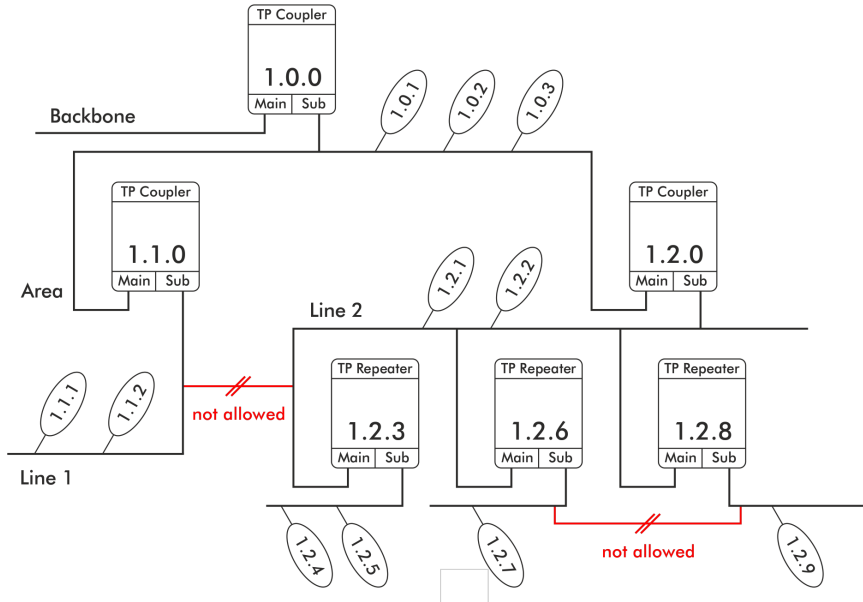 TP Coupler
1.0.0
Main Sub
Backbone
1.0.1
1.0.2
1.0.3
TP Coupler
1.1.0
Main Sub
TP Coupler
1.2.0
Main Sub
Area
1.2.1
1.2.2
Line 2
TP Repeater
1.2.3
Main Sub
TP Repeater
1.2.6
Main Sub
TP Repeater
1.2.8
Main Sub
1.1.1
1.1.2
not allowed
Line 1
1.2.4
1.2.5
1.2.7
not allowed
1.2.9